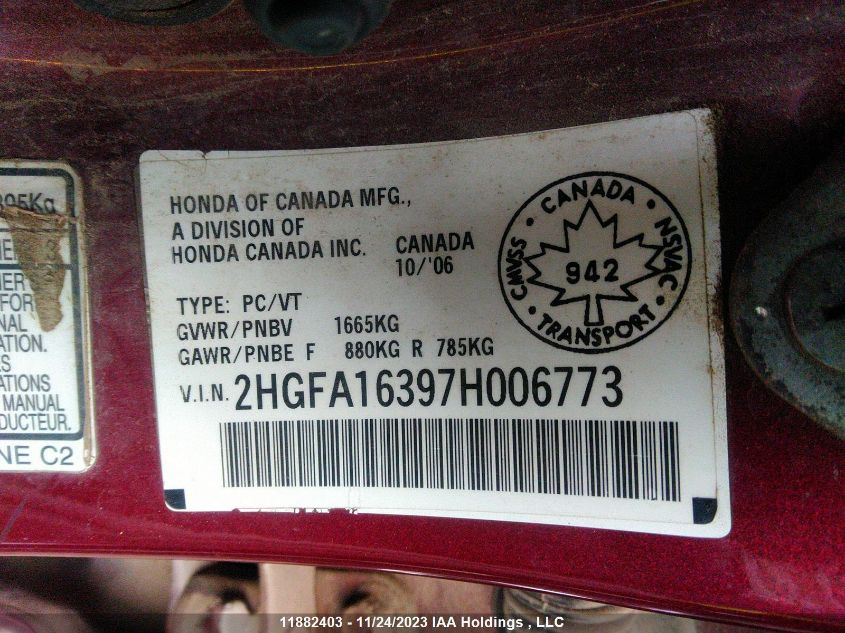 HONDA OF CANADA MFG.,
A DIVISION OF
HONDA CANADA INC. CANADA
10/'06
TYPE: PC/VT
GVWR/PNBV 1665KG
GAWR/PNBE F 880KG R 785KG
V.I.N. 2HGFA16397H006773
CANADA
CMVSS
NSVAC
942
TRANSPORT
FOR
ATIONS
MANUAL
DUCTEUR.
NE C2
11882403 - 11/24/2023 IAA Holdings , LLC